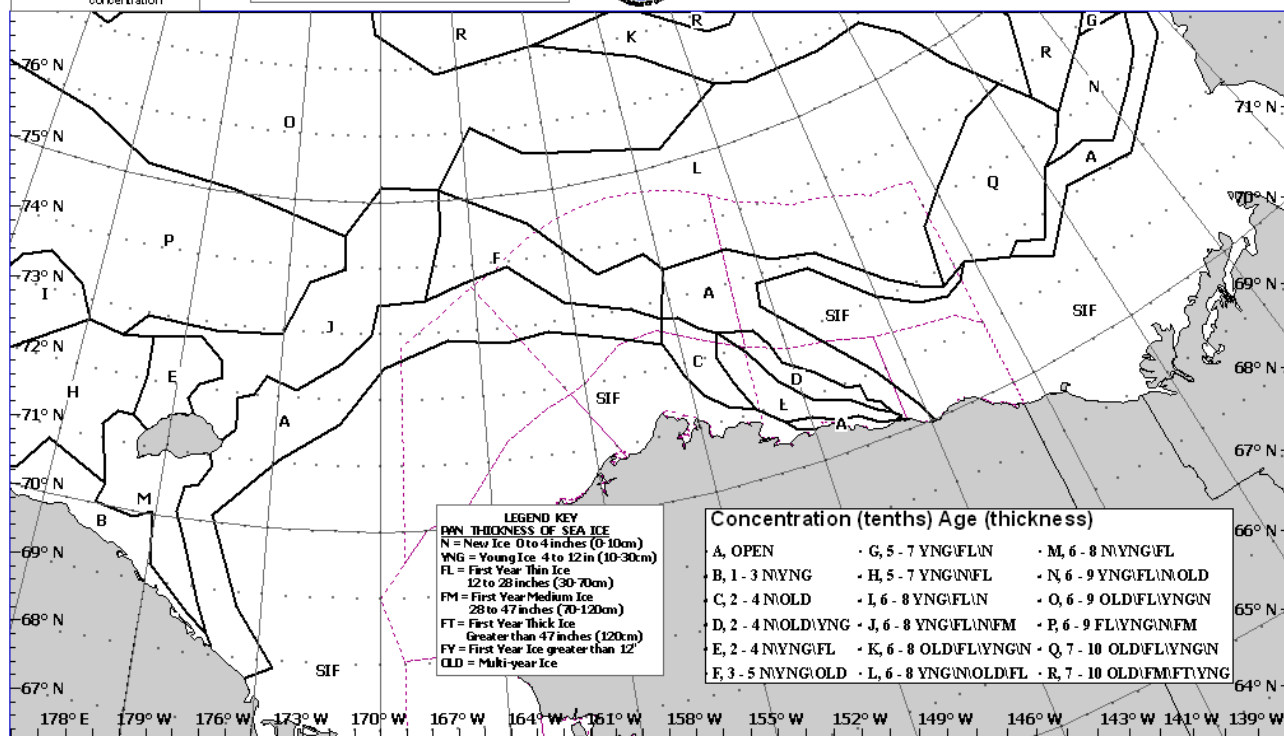 concentration
G
R
R
K
R
N
76° N
O
71° N
75° N
A
L
Q
70° N
74° N
P
F
69° N
73° N
I
A
SIF
SIF
J
72° N
68° N
C
E
D
H
SIF
71° N
L
A
A
67° N
70° N
M
B
69° N
66° N
68° N
65° N
SIF
67° N
64° N
LEGEND KEY
PAN THICKNESS OF SEA ICE
N = New Ice 0 to 4 inches (0-10cm)
YNG = Young Ice 4 to 12 in (10-30cm)
FL = First Year Thin Ice
12 to 28 inches (30-70cm)
FM = First Year Medium Ice
28 to 47 inches (70-120cm)
FT = First Year Thick Ice
Greater than 47 inches (120cm)
FY = First Year Ice greater than 12"
OLD = Multi-year Ice
Concentration (tenths) Age (thickness)
· A, OPEN
· B, 1 - 3 N\YNG
· C, 2 - 4 N\OLD
· D, 2 - 4 N\OLD\YNG
· E, 2 - 4 N\YNG\FL
· F, 3 - 5 N\YNG\OLD
· G, 5 - 7 YNG\FL\N
· H, 5 - 7 YNG\N\FL
· I, 6 - 8 YNG\FL\N
· J, 6 - 8 YNG\FL\N\FM
· K, 6 - 8 OLD\FL\YNG\N
· L, 6 - 8 YNG\N\OLD\FL
· M, 6 - 8 N\YNG\FL
· N, 6 - 9 YNG\FL\N\OLD
· O, 6 - 9 OLD\FL\YNG\N
· P, 6 - 9 FL\YNG\N\FM
· Q, 7 - 10 OLD\FL\YNG\N
· R, 7 - 10 OLD\FM\FT\YNG
178° E 179° W 176° W 173° W 170° W 167° W 164° W 161° W 158° W 155° W 152° W 149° W 146° W 143° W 141° W 139° W